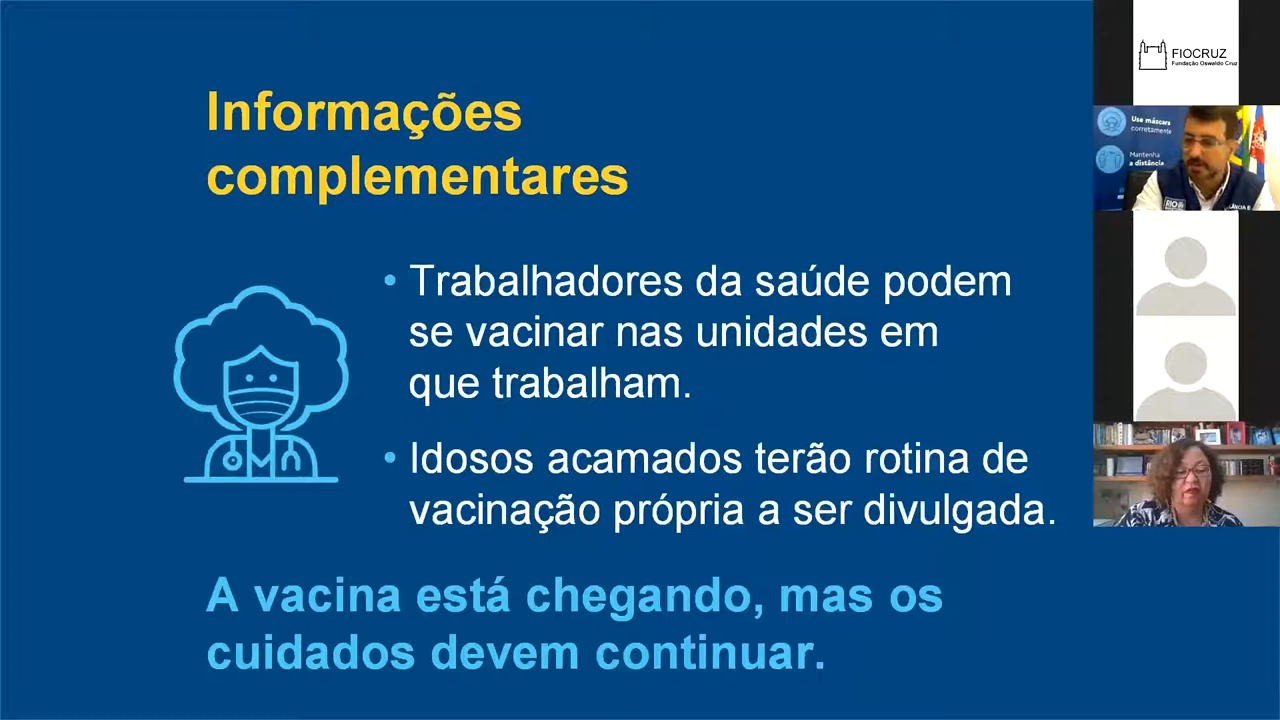 Informações
complementares
• Trabalhadores da saúde podem
se vacinar nas unidades em
que trabalham.
• Idosos acamados terão rotina de
vacinação própria a ser divulgada.
A vacina está chegando, mas os
cuidados devem continuar.
FIOCRUZ
Fundação Oswaldo Cruz
Use máscara
corretamente
Mantenha
a distância
RIO